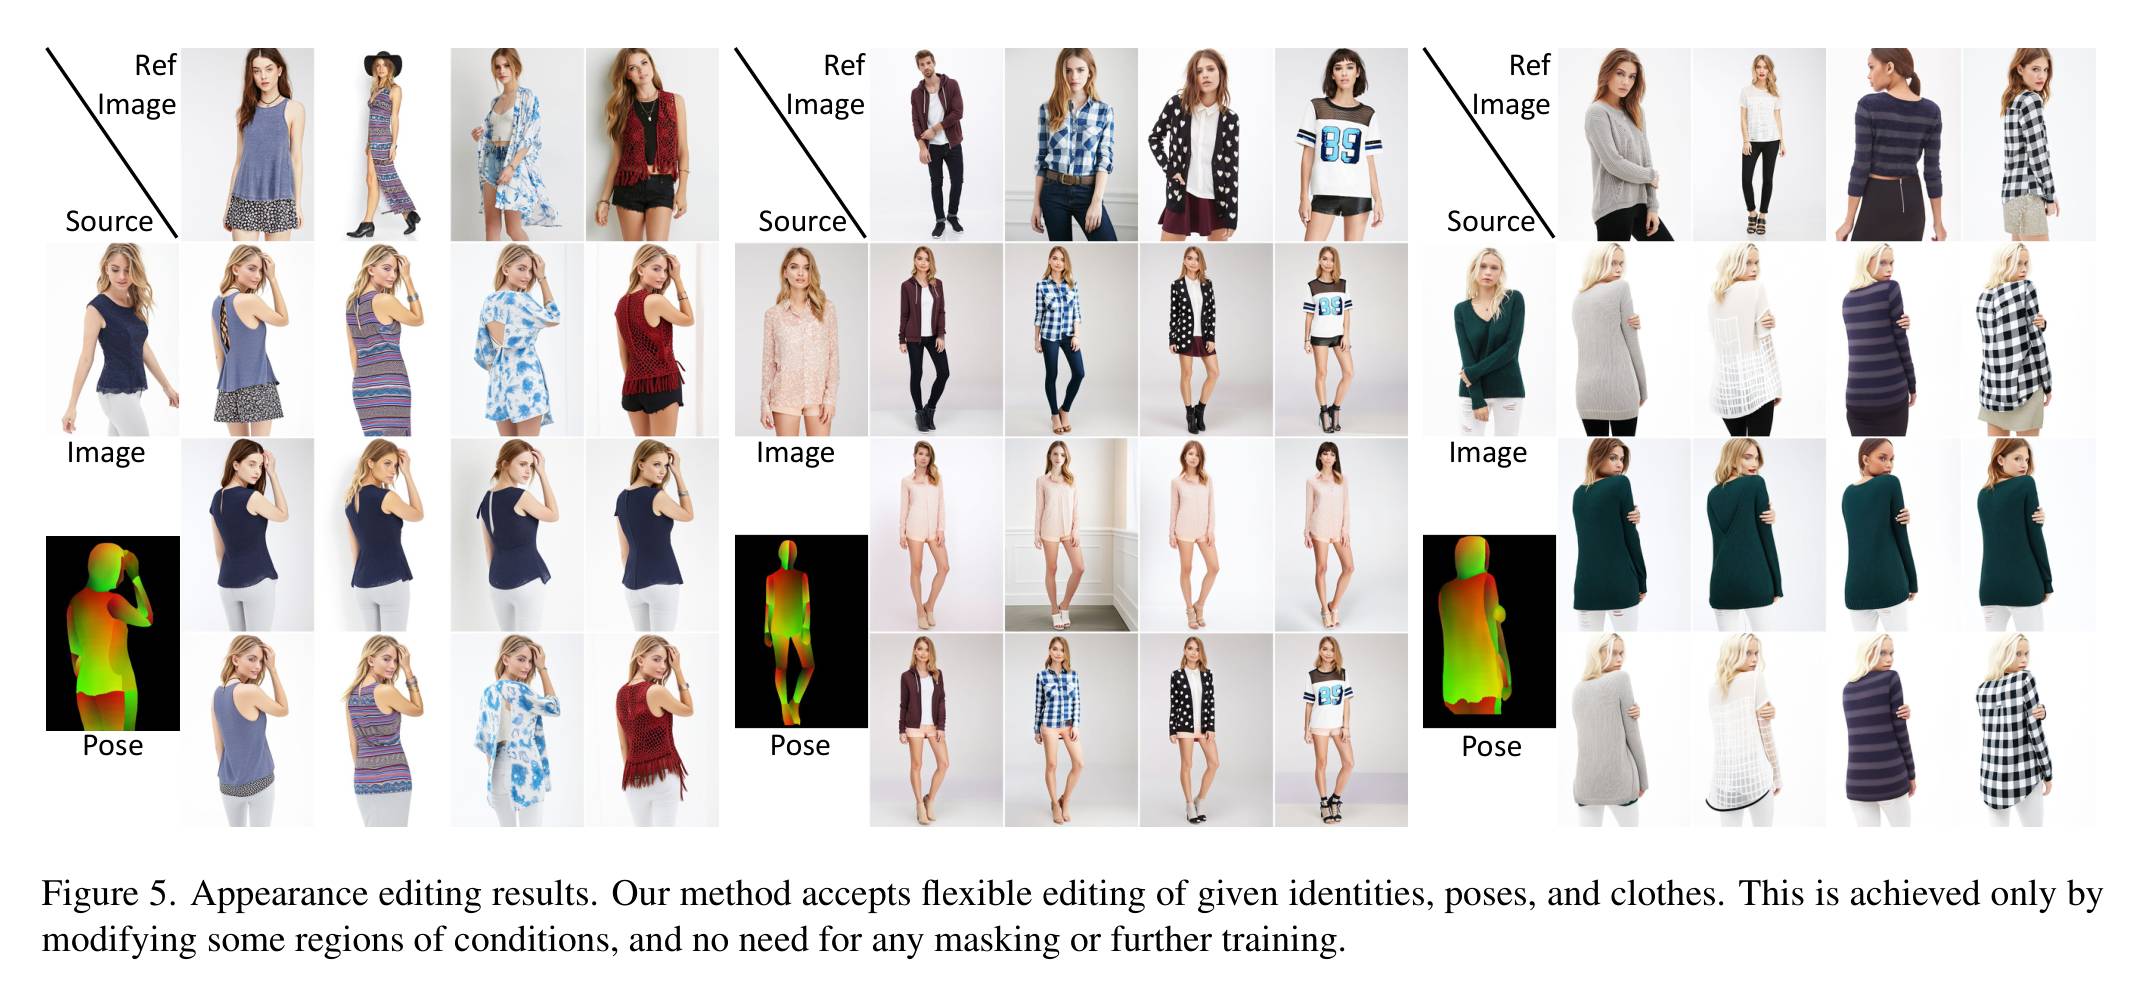 Ref
Image
Source
Image
Pose
Ref
Image
Source
Image
Pose
Ref
Image
Source
Image
Pose
89
89
89
Figure 5. Appearance editing results. Our method accepts flexible editing of given identities, poses, and clothes. This is achieved only by
modifying some regions of conditions, and no need for any masking or further training.